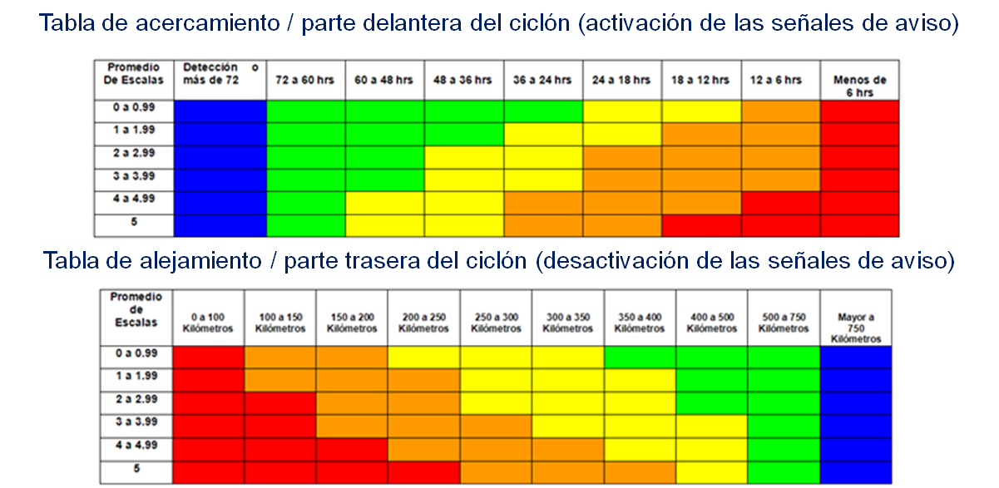 Tabla de acercamiento / parte delantera del ciclón (activación de las señales de aviso)
Promedio De Escalas Detección o más de 72 72 a 60 hrs 60 a 48 hrs 48 a 36 hrs 36 a 24 hrs 24 a 18 hrs 18 a 12 hrs 12 a 6 hrs Menos de 6 hrs
0 a 0.99
1 a 1.99
2 a 2.99
3 a 3.99
4 a 4.99
5
Tabla de alejamiento / parte trasera del ciclón (desactivación de las señales de aviso)
Promedio de Escalas 0 a 100 Kilómetros 100 a 150 Kilómetros 150 a 200 Kilómetros 200 a 250 Kilómetros 250 a 300 Kilómetros 300 a 350 Kilómetros 350 a 400 Kilómetros 400 a 500 Kilómetros 500 a 750 Kilómetros Mayor a 750 Kilómetros
0 a 0.99
1 a 1.99
2 a 2.99
3 a 3.99
4 a 4.99
5